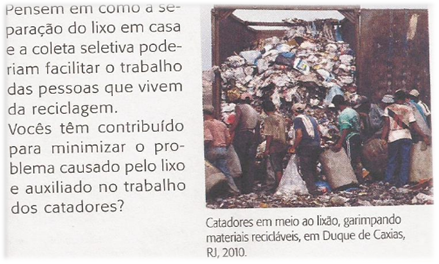 Pensem em como a se-
paração do lixo em casa
e a coleta seletiva pode-
riam facilitar o trabalho
das pessoas que vivem
da reciclagem.
Vocês têm contribuído
para minimizar o pro-
blema causado pelo lixo
e auxiliado no trabalho
dos catadores?
Catadores em meio ao lixão, garimpando
materiais recicláveis, em Duque de Caxias,
RJ, 2010.